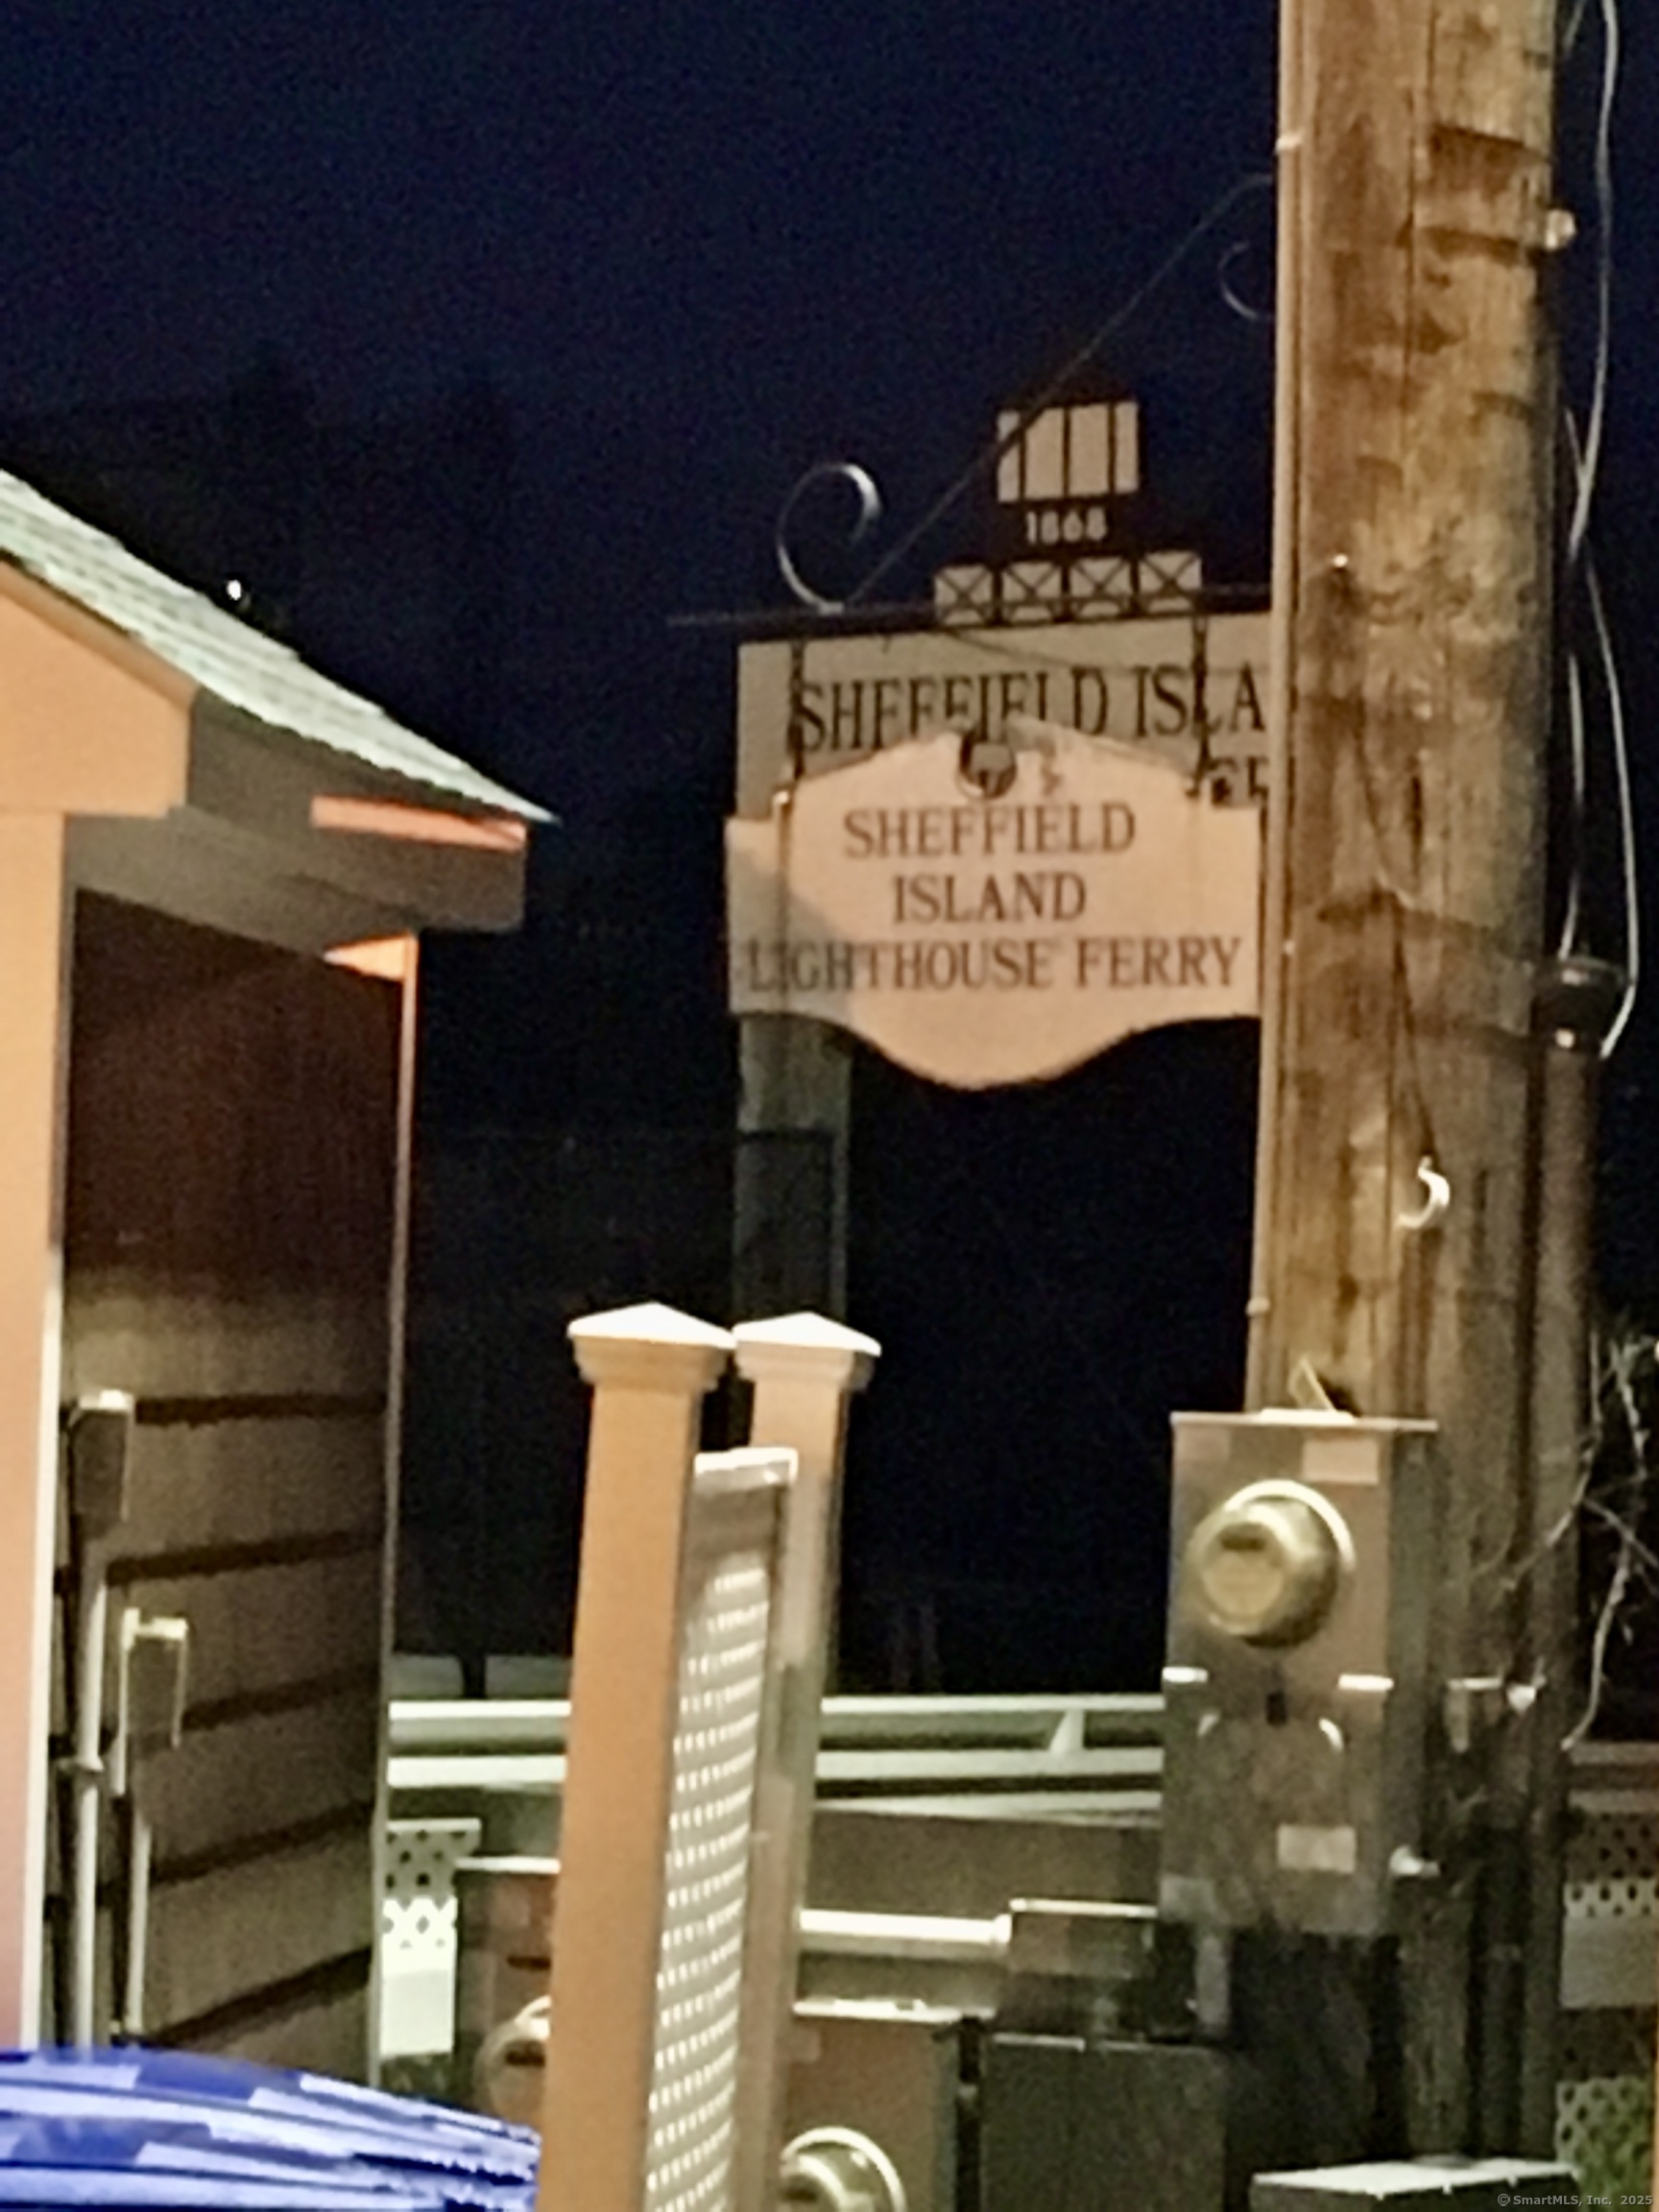 1868
SHEFFIELD ISLA
SHEFFIELD
ISLAND
LIGHTHOUSE FERRY
© SmartMLS, Inc. 2025